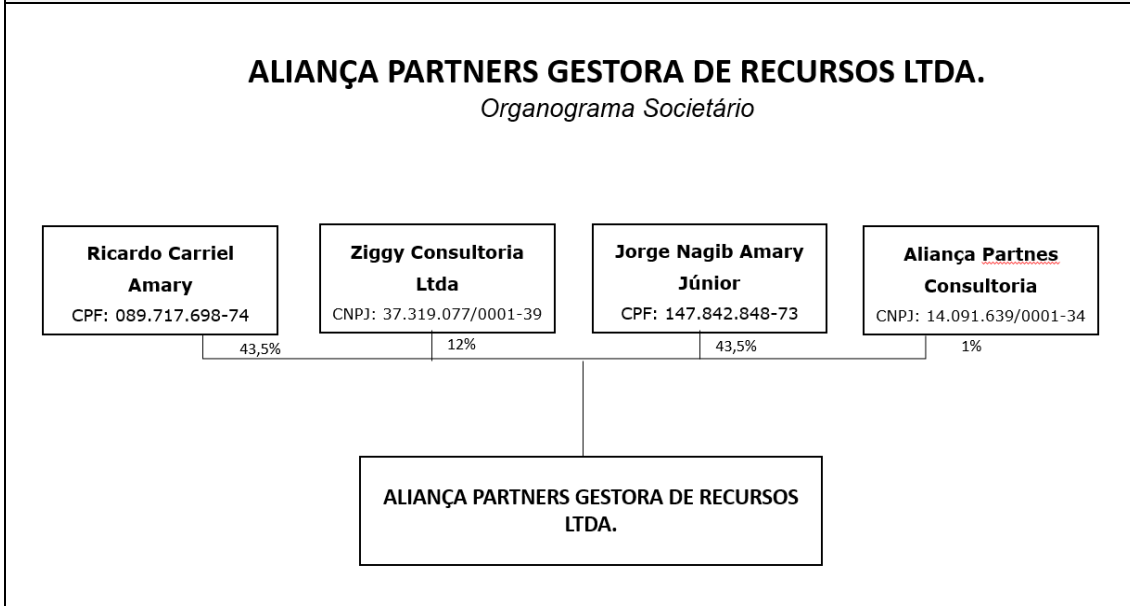 ALIANÇA PARTNERS GESTORA DE RECURSOS LTDA.
Organograma Societário
Ricardo Carriel
Amary
CPF: 089.717.698-74
Ziggy Consultoria
Ltda
CNPJ: 37.319.077/0001-39
Jorge Nagib Amary
Júnior
CPF: 147.842.848-73
Aliança Partnes
Consultoria
CNPJ: 14.091.639/0001-34
43,5%
12%
43,5%
1%
ALIANÇA PARTNERS GESTORA DE RECURSOS
LTDA.